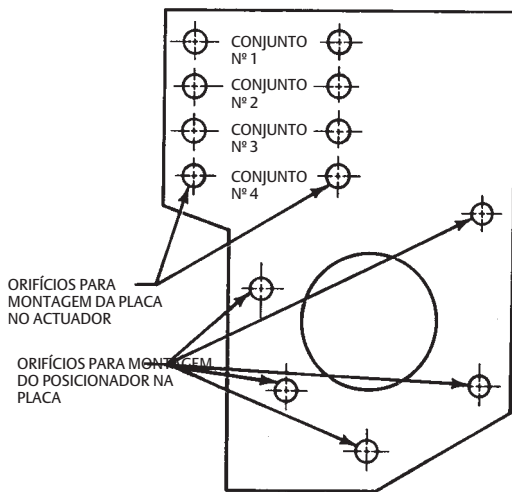 CONJUNTO
Nº 1
CONJUNTO
Nº 2
CONJUNTO
Nº 3
CONJUNTO
Nº 4
ORIFÍCIOS PARA
MONTAGEM DA PLACA
NO ACTUADOR
ORIFÍCIOS PARA MONTAGEM
DO POSICIONADOR NA
PLACA